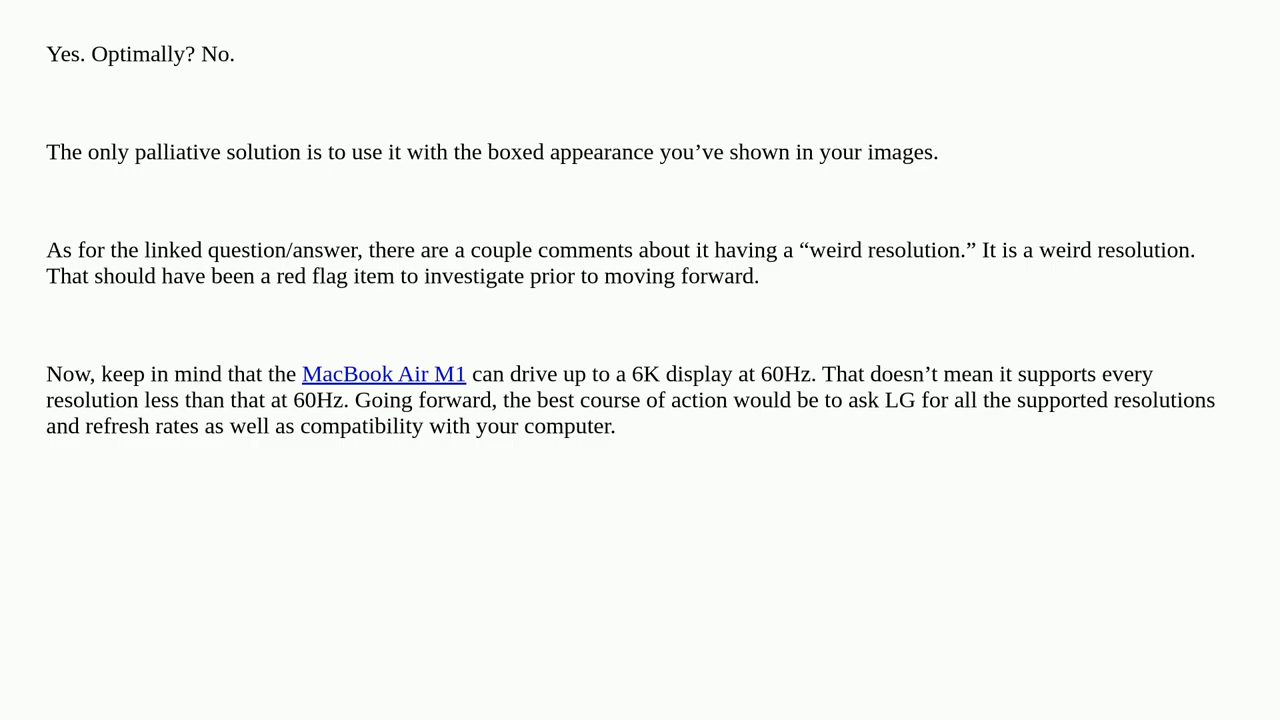 Yes. Optimally? No.
The only palliative solution is to use it with the boxed appearance you’ve shown in your images.
As for the linked question/answer, there are a couple comments about it having a “weird resolution.” It is a weird resolution.
That should have been a red flag item to investigate prior to moving forward.
Now, keep in mind that the MacBook Air M1 can drive up to a 6K display at 60Hz. That doesn’t mean it supports every
resolution less than that at 60Hz. Going forward, the best course of action would be to ask LG for all the supported resolutions
and refresh rates as well as compatibility with your computer.